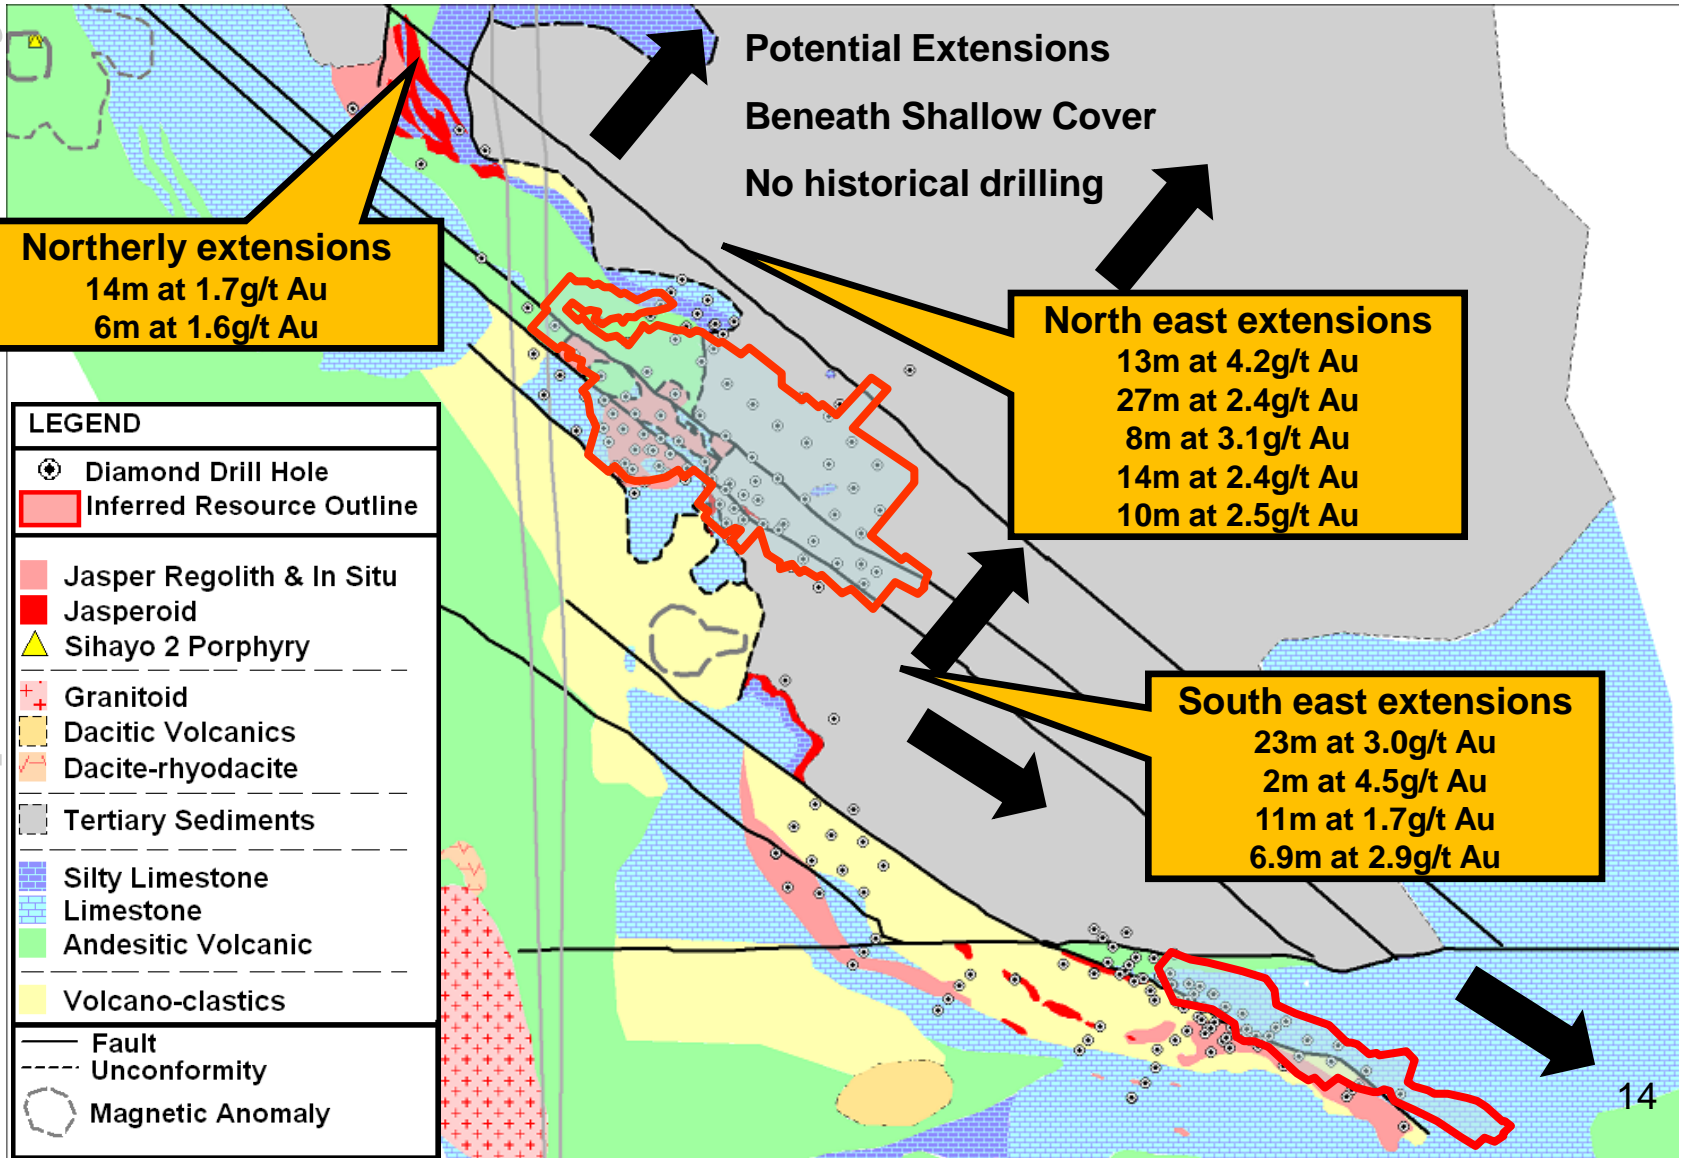 Potential Extensions
Beneath Shallow Cover
No historical drilling
Northerly extensions
14m at 1.7g/t Au
6m at 1.6g/t Au
North east extensions
13m at 4.2g/t Au
27m at 2.4g/t Au
8m at 3.1g/t Au
14m at 2.4g/t Au
10m at 2.5g/t Au
South east extensions
23m at 3.0g/t Au
2m at 4.5g/t Au
11m at 1.7g/t Au
6.9m at 2.9g/t Au
LEGEND
Diamond Drill Hole
Inferred Resource Outline
Jasper Regolith & In Situ
Jasperoid
Sihayo 2 Porphyry
Granitoid
Dacitic Volcanics
Dacite-rhyodacite
Tertiary Sediments
Silty Limestone
Limestone
Andesitic Volcanic
Volcano-clastics
Fault
Unconformity
Magnetic Anomaly
14